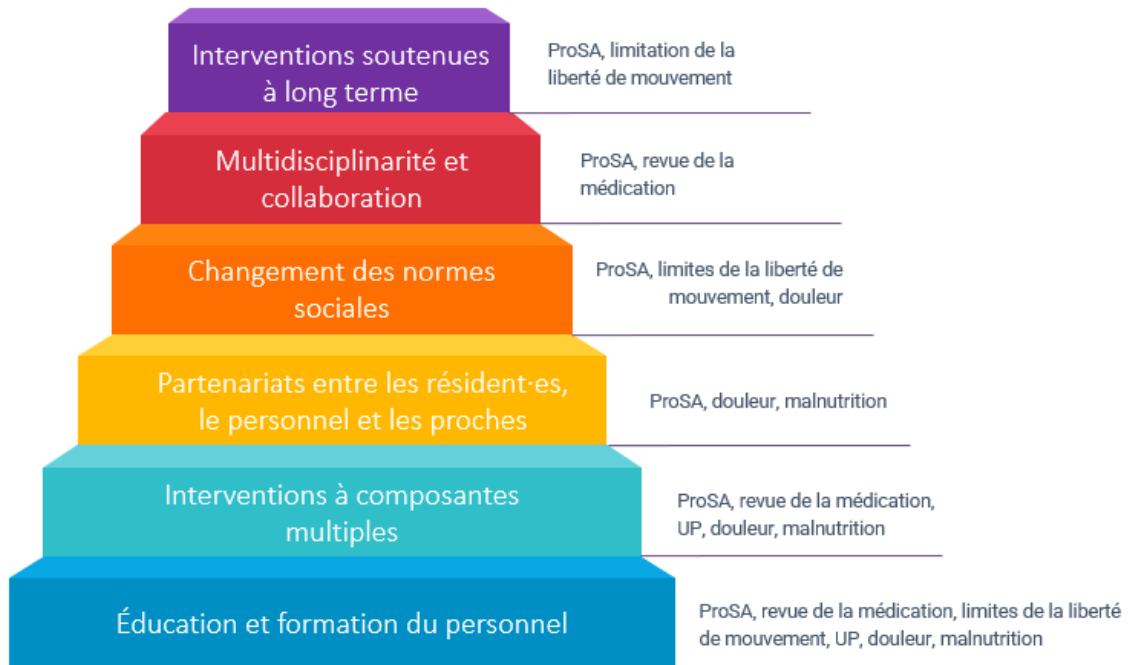 Interventions soutenues
à long terme
ProSA, limitation de la
liberté de mouvement
Multidisciplinarité et
collaboration
ProSA, revue de la
médication
Changement des normes
sociales
ProSA, limites de la liberté de
mouvement, douleur
Partenariats entre les résident·es,
le personnel et les proches
ProSA, douleur, malnutrition
Interventions à composantes
multiples
ProSA, revue de la médication,
UP, douleur, malnutrition
Éducation et formation du personnel
ProSA, revue de la médication, limites de la liberté
de mouvement, UP, douleur, malnutrition